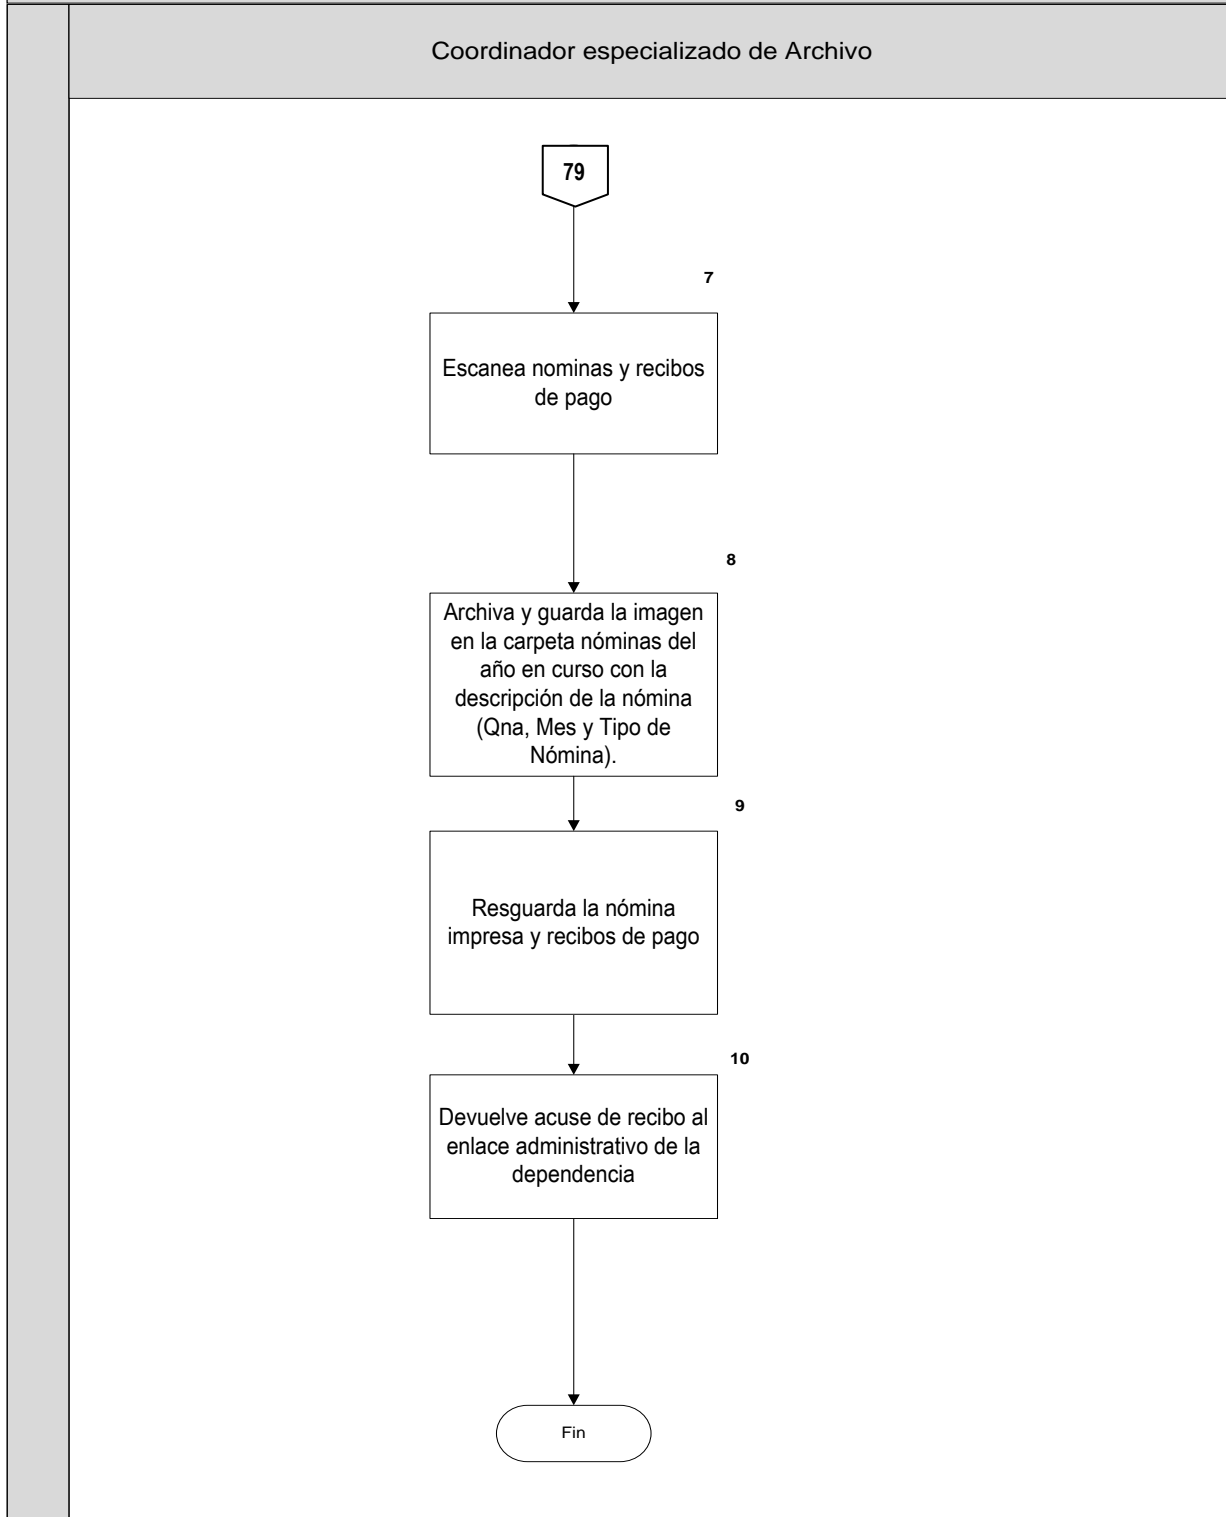 Coordinador especializado de Archivo
79
7
Escanea nominas y recibos
de pago
8
Archiva y guarda la imagen
en la carpeta nóminas del
año en curso con la
descripción de la nómina
(Qna, Mes y Tipo de
Nómina).
9
Resguarda la nómina
impresa y recibos de pago
10
Devuelve acuse de recibo al
enlace administrativo de la
dependencia
Fin